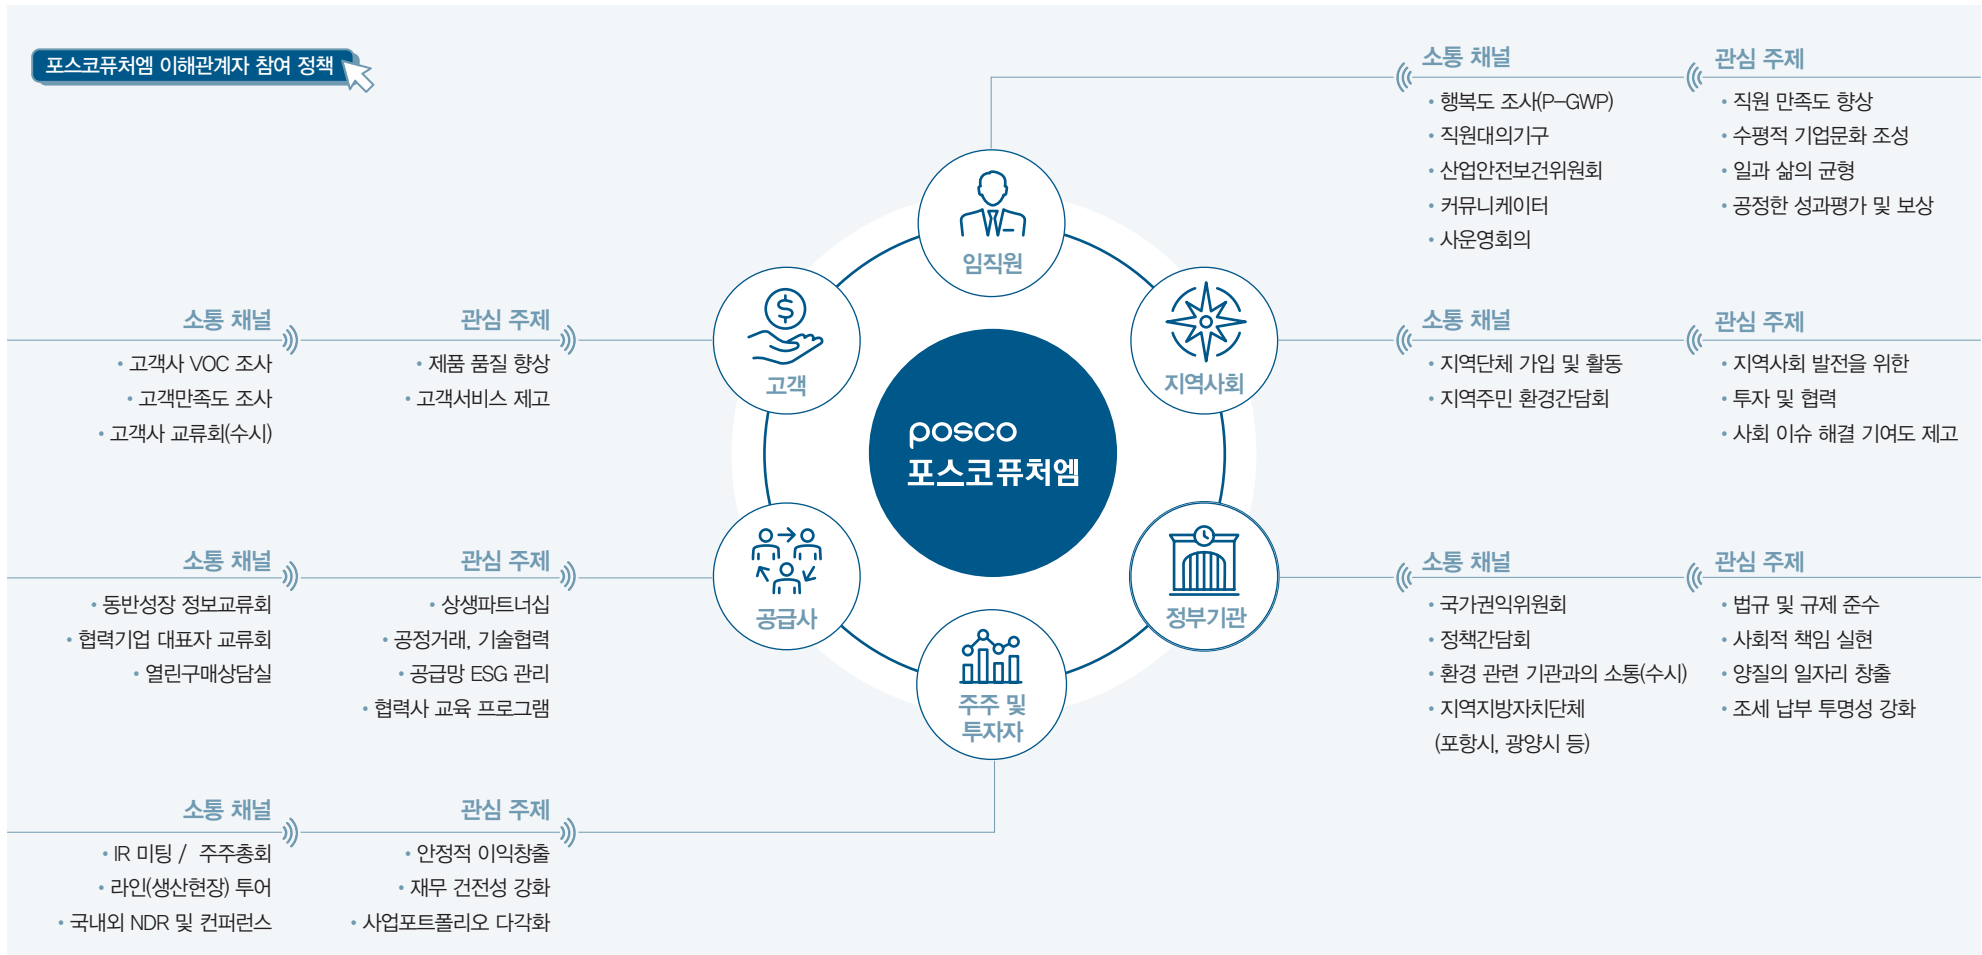 포스코퓨처엠 이해관계자 참여 정책
소통 채널
• 행복도 조사(P-GWP)
• 직원대의기구
• 산업안전보건위원회
• 커뮤니케이터
• 사운영회의
관심 주제
• 직원 만족도 향상
• 수평적 기업문화 조성
• 일과 삶의 균형
• 공정한 성과평가 및 보상
임직원
소통 채널
• 고객사 VOC 조사
• 고객만족도 조사
• 고객사 교류회(수시)
관심 주제
• 제품 품질 향상
• 고객서비스 제고
고객
지역사회
소통 채널
• 지역단체 가입 및 활동
• 지역주민 환경간담회
관심 주제
• 지역사회 발전을 위한
• 투자 및 협력
• 사회 이슈 해결 기여도 제고
posco
포스코퓨처엠
소통 채널
• 동반성장 정보교류회
• 협력기업 대표자 교류회
• 열린구매상담실
관심 주제
• 상생파트너십
• 공정거래, 기술협력
• 공급망 ESG 관리
• 협력사 교육 프로그램
공급사
정부기관
소통 채널
• 국가권익위원회
• 정책간담회
• 환경 관련 기관과의 소통(수시)
• 지역지방자치단체
(포항시, 광양시 등)
관심 주제
• 법규 및 규제 준수
• 사회적 책임 실현
• 양질의 일자리 창출
• 조세 납부 투명성 강화
주주 및
투자자
소통 채널
• IR 미팅 / 주주총회
• 라인(생산현장) 투어
• 국내외 NDR 및 컨퍼런스
관심 주제
• 안정적 이익창출
• 재무 건전성 강화
• 사업포트폴리오 다각화